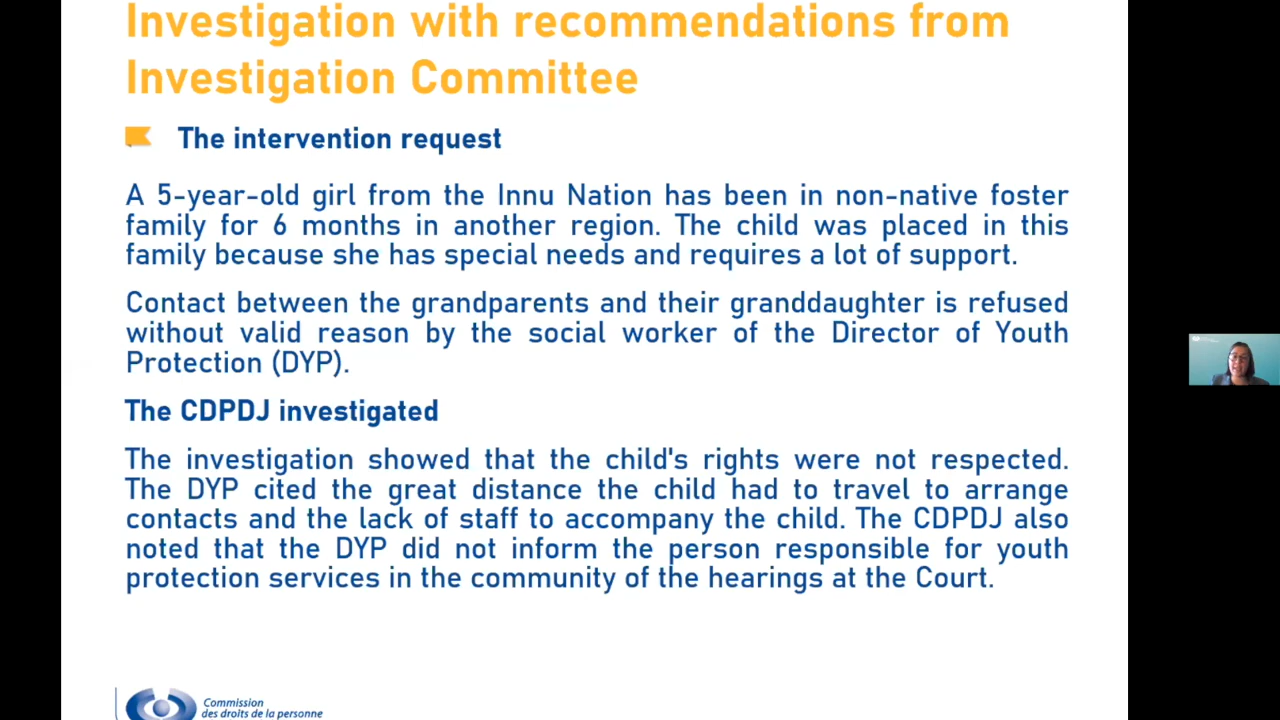 Investigation with recommendations from
Investigation Committee
The intervention request
A 5-year-old girl from the Innu Nation has been in non-native foster
family for 6 months in another region. The child was placed in this
family because she has special needs and requires a lot of support.
Contact between the grandparents and their granddaughter is refused
without valid reason by the social worker of the Director of Youth
Protection (DYP).
The CDPDJ investigated
The investigation showed that the child's rights were not respected.
The DYP cited the great distance the child had to travel to arrange
contacts and the lack of staff to accompany the child. The CDPDJ also
noted that the DYP did not inform the person responsible for youth
protection services in the community of the hearings at the Court.
Commission
des droits de la personne